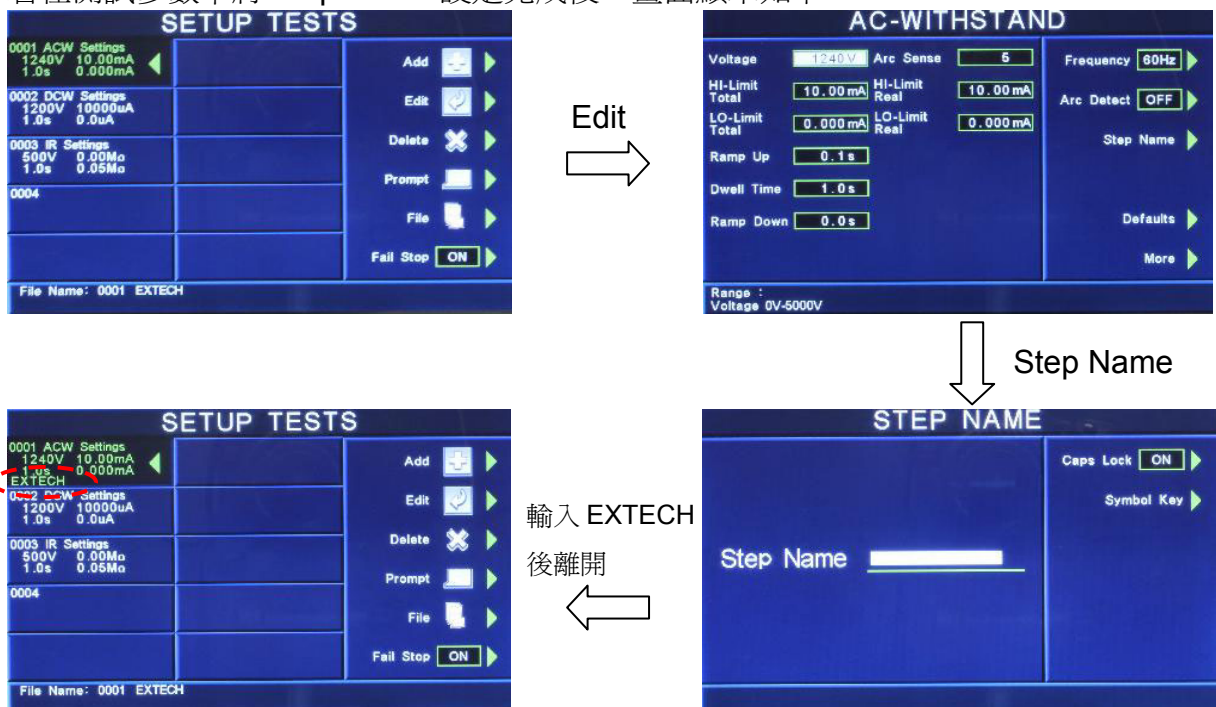 SETUP TESTS
0001 ACW Settings
1240V 10.00mA
1.0s 0.000mA
0002 DCW Settings
1200V 10000uA
1.0s 0.0uA
0003 IR Settings
500V 0.00MΩ
1.0s 0.05MΩ
0004
Add
Edit
Delete
Prompt
File
Fail Stop ON
File Name: 0001 EXTECH
Edit
AC-WITHSTAND
Voltage 1240V Arc Sense 5
HI-Limit Total 10.00mA HI-Limit Real 10.00mA
LO-Limit Total 0.000mA LO-Limit Real 0.000mA
Ramp Up 0.1s
Dwell Time 1.0s
Ramp Down 0.0s
Frequency 60Hz
Arc Detect OFF
Step Name
Defaults
More
Range :
Voltage 0V-5000V
Step Name
STEP NAME
Step Name
Caps Lock ON
Symbol Key
輸入 EXTECH
後離開
SETUP TESTS
0001 ACW Settings
1240V 10.00mA
1.0s 0.000mA
EXTECH
0002 DCW Settings
1200V 10000uA
1.0s 0.0uA
0003 IR Settings
500V 0.00MΩ
1.0s 0.05MΩ
0004
Add
Edit
Delete
Prompt
File
Fail Stop ON
File Name: 0001 EXTECH